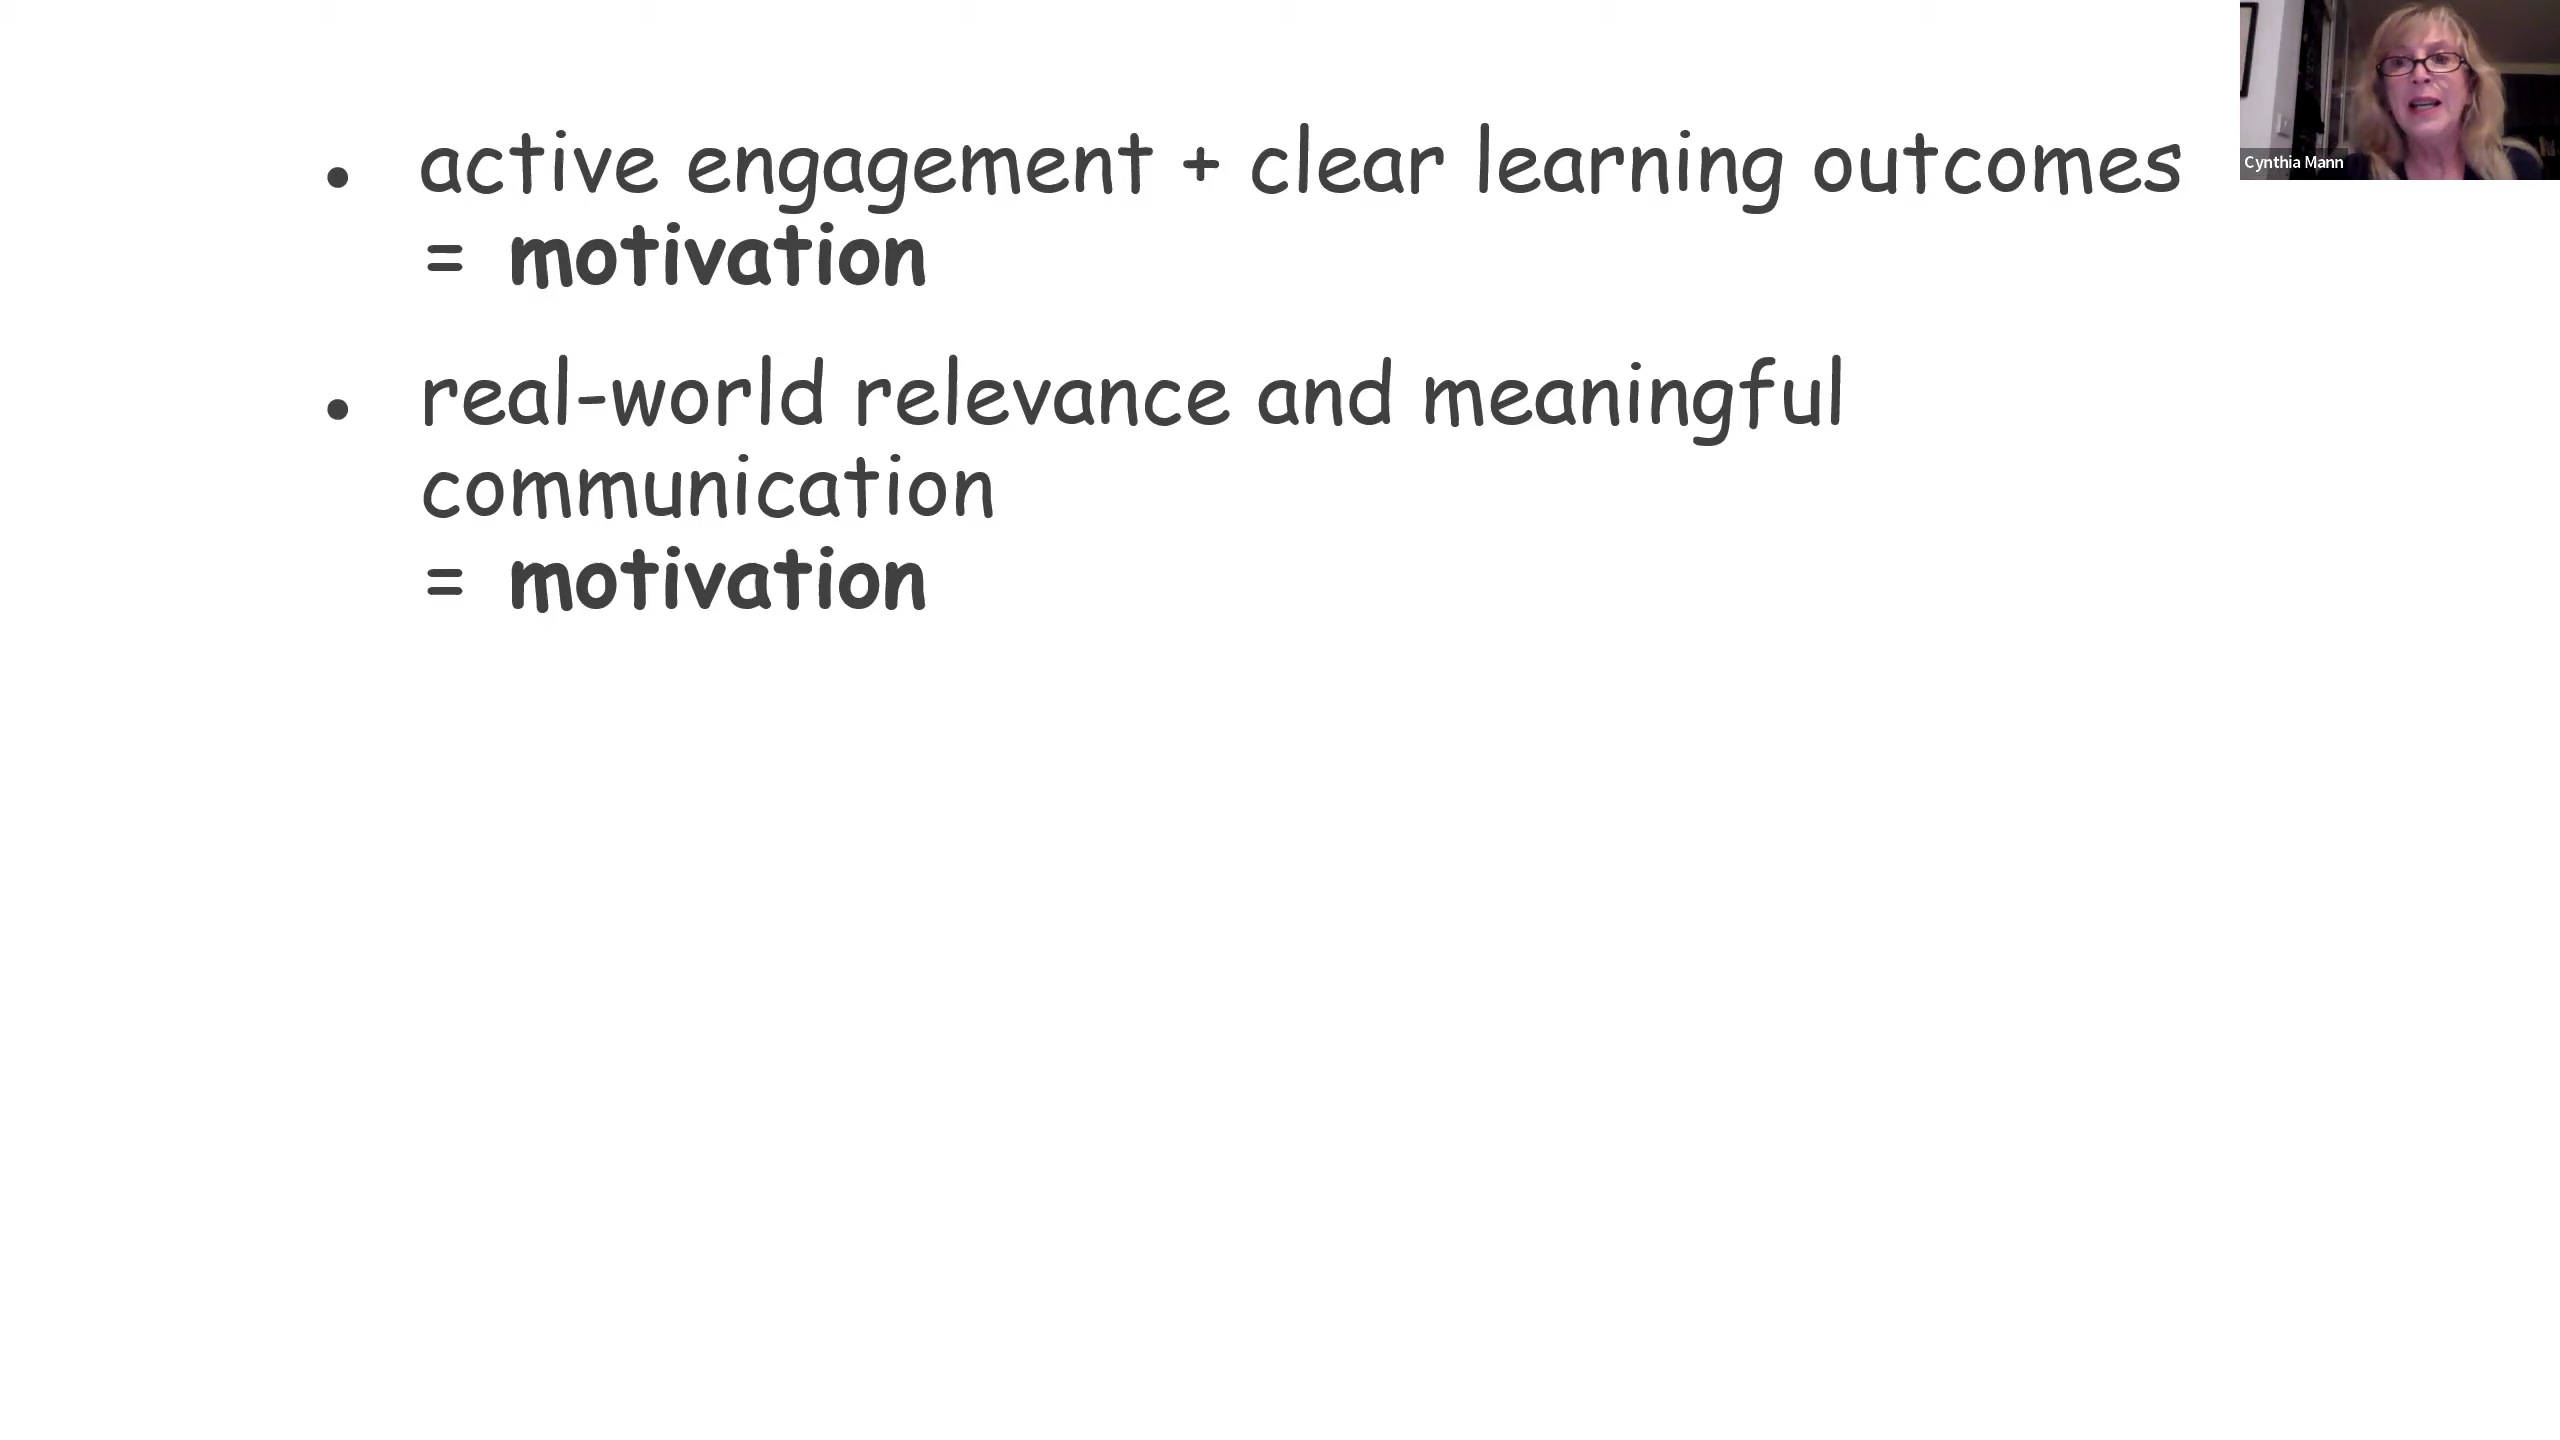 • active engagement + clear learning outcomes
= motivation
• real-world relevance and meaningful
communication
= motivation
Cynthia Mann